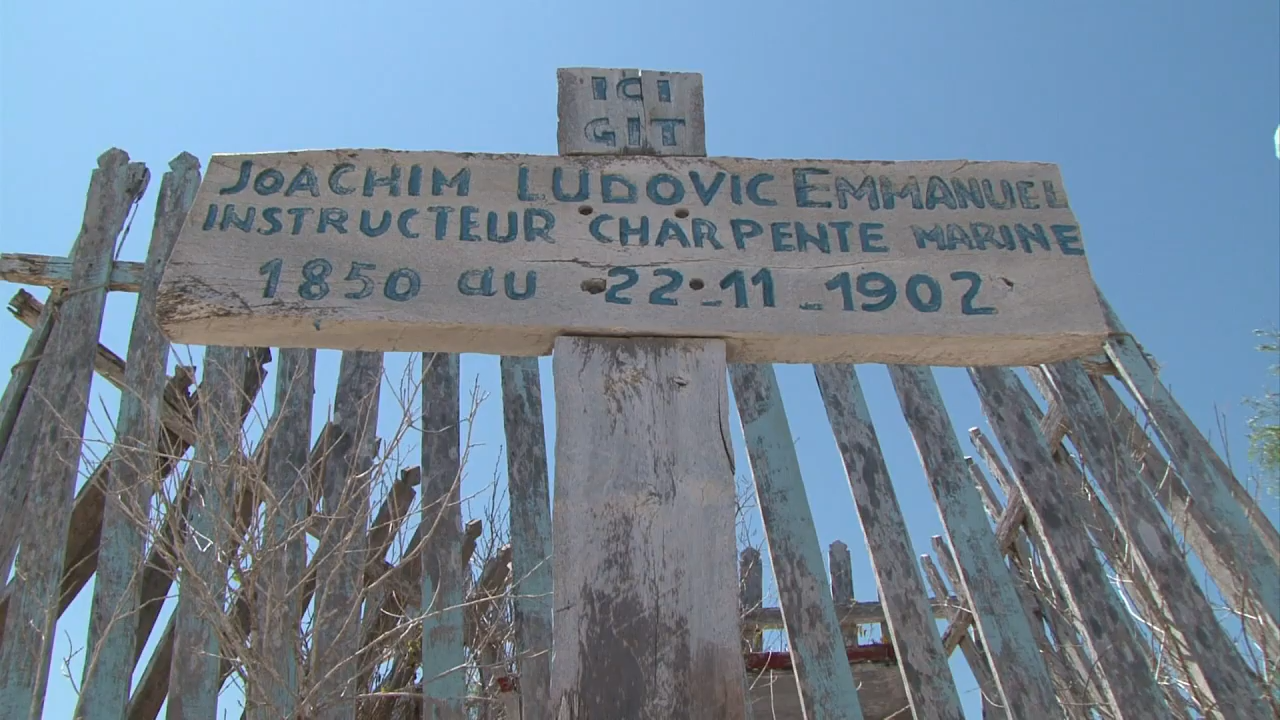 ICI
GIT
JOACHIM LUDOVIC EMMANUEL
INSTRUCTEUR CHARPENTE MARINE
1850 au 22-11-1902